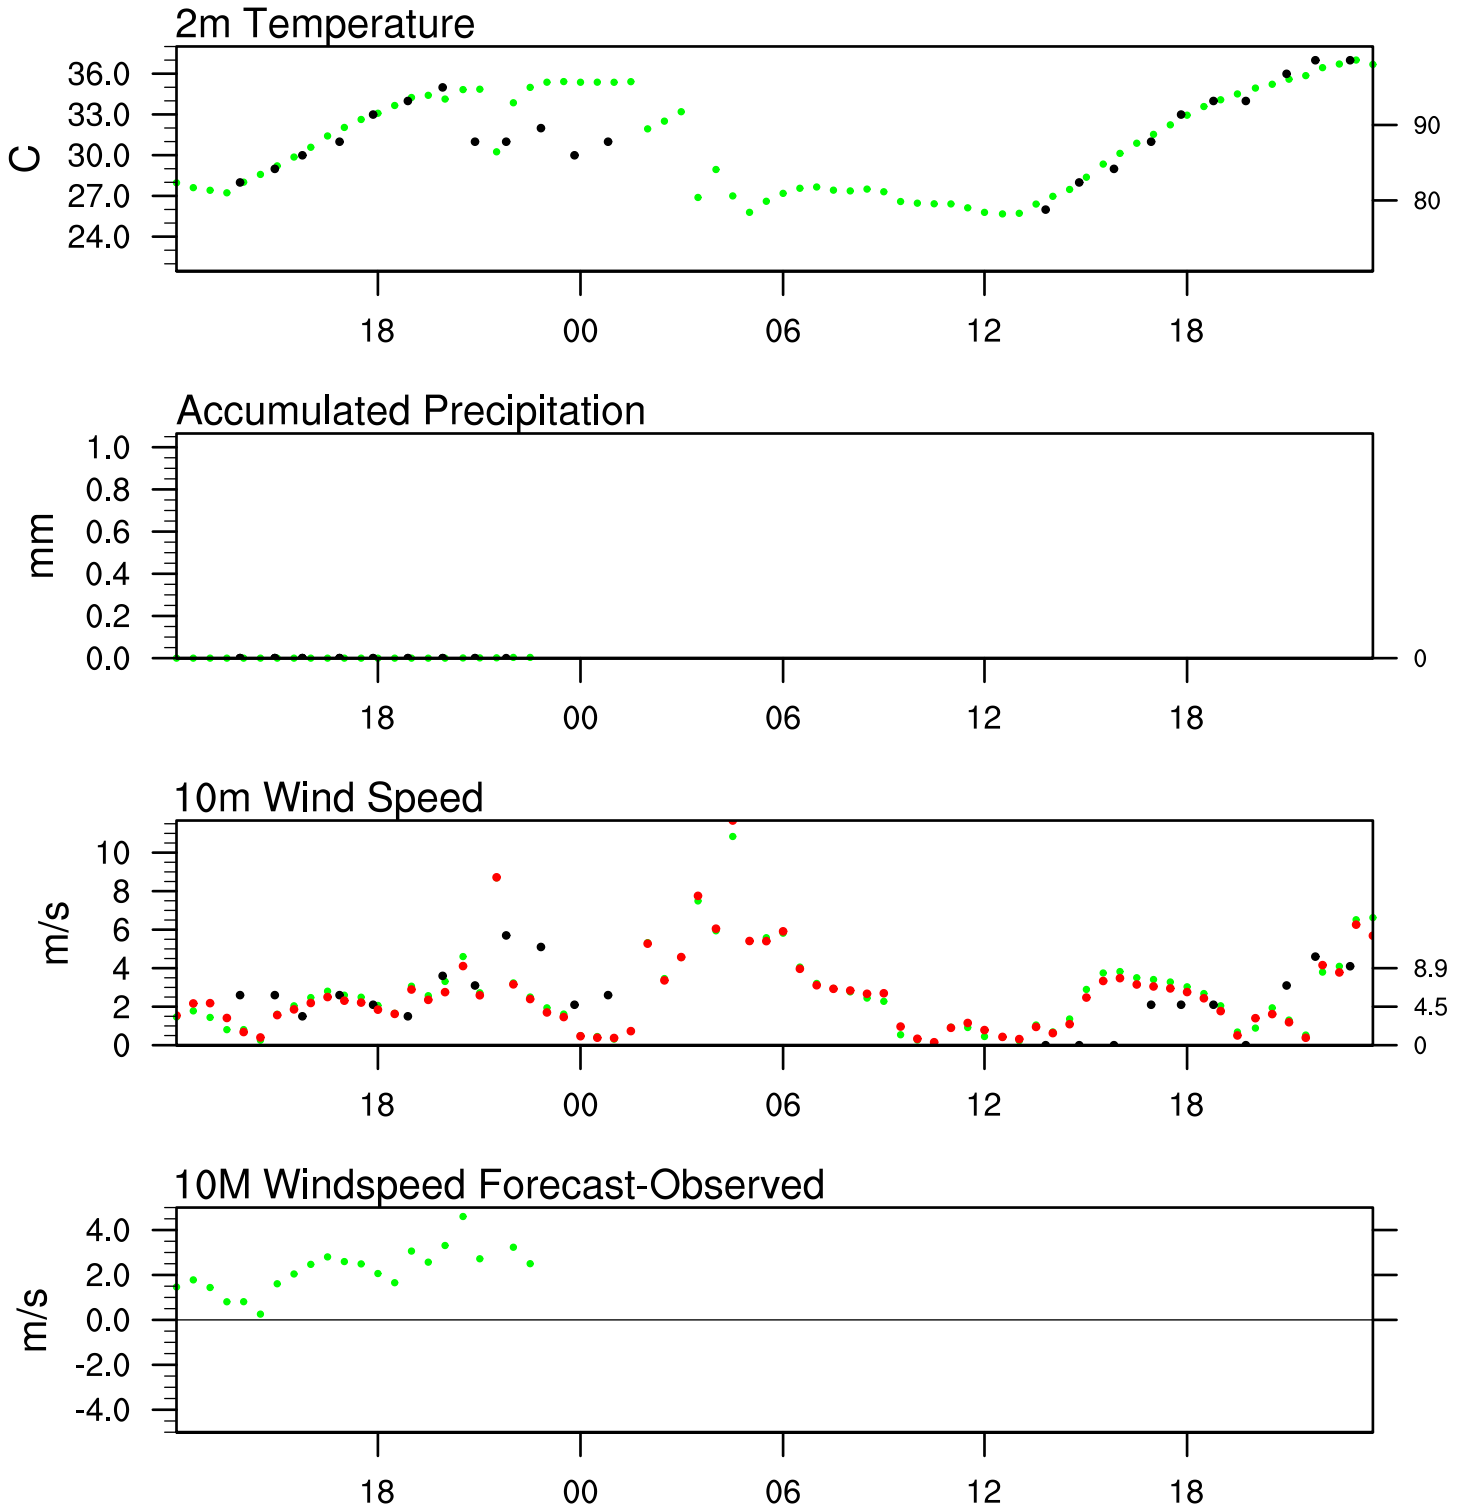 2m Temperature
36.0
33.0
30.0
27.0
24.0
C
90
80
18 00 06 12 18
Accumulated Precipitation
1.0
0.8
0.6
0.4
0.2
0.0
mm
0
18 00 06 12 18
10m Wind Speed
10
8
6
4
2
0
m/s
8.9
4.5
0
18 00 06 12 18
10M Windspeed Forecast-Observed
4.0
2.0
0.0
-2.0
-4.0
m/s
18 00 06 12 18